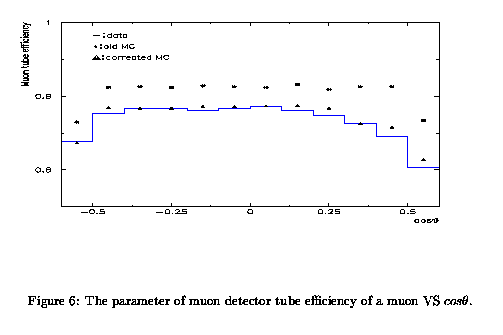 1
—:data
•:old MC
▲:corrected MC
Muon tube efficiency
0.9
0.8
−0.5
−0.25
0
0.25
0.5
cosθ
Figure 6: The parameter of muon detector tube efficiency of a muon VS cosθ.